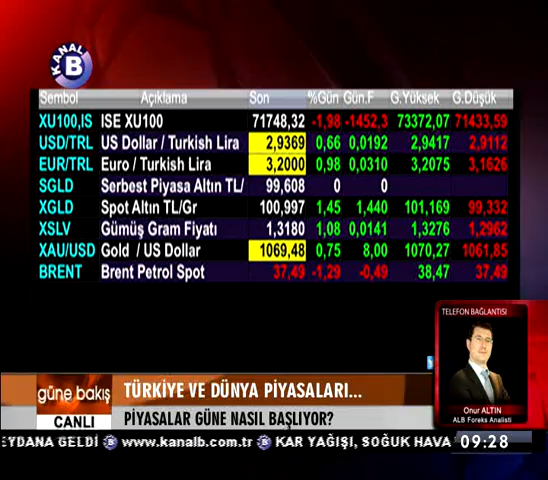 KANAL B
Sembol Açıklama Son %Gün Gün.F G.Yüksek G.Düşük
XU100,IS ISE XU100 71748,32 -1,98 -1452,3 73372,07 71433,59
USD/TRL US Dollar / Turkish Lira 2,9369 0,66 0,0192 2,9417 2,9112
EUR/TRL Euro / Turkish Lira 3,2000 0,98 0,0310 3,2075 3,1626
SGLD Serbest Piyasa Altın TL/ 99,608 0 0
XGLD Spot Altın TL/Gr 100,997 1,45 1,440 101,169 99,332
XSLV Gümüş Gram Fiyatı 1,3180 1,08 0,0141 1,3276 1,2962
XAU/USD Gold / US Dollar 1069,48 0,75 8,00 1070,27 1061,85
BRENT Brent Petrol Spot 37,49 -1,29 -0,49 38,47 37,49
TELEFON BAĞLANTISI
Onur ALTIN
ALB Foreks Analisti
güne bakış
TÜRKİYE VE DÜNYA PİYASALARI...
CANLI
PİYASALAR GÜNE NASIL BAŞLIYOR?
EYDANA GELDİ B www.kanalb.com.tr B KAR YAĞIŞI, SOĞUK HAVA
09:28